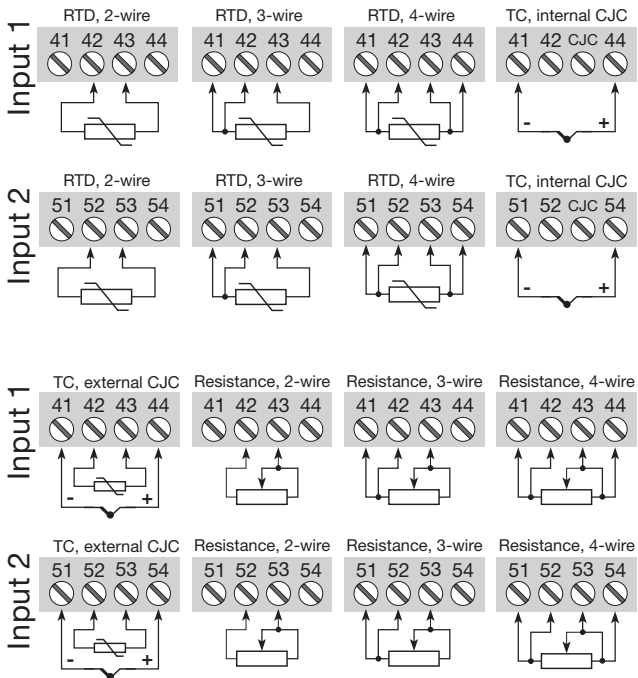 Input 1
RTD, 2-wire RTD, 3-wire RTD, 4-wire TC, internal CJC
41 42 43 44 41 42 43 44 41 42 43 44 41 42 CJC 44
- +
Input 2
RTD, 2-wire RTD, 3-wire RTD, 4-wire TC, internal CJC
51 52 53 54 51 52 53 54 51 52 53 54 51 52 CJC 54
- +
Input 1
TC, external CJC Resistance, 2-wire Resistance, 3-wire Resistance, 4-wire
41 42 43 44 41 42 43 44 41 42 43 44 41 42 43 44
- +
Input 2
TC, external CJC Resistance, 2-wire Resistance, 3-wire Resistance, 4-wire
51 52 53 54 51 52 53 54 51 52 53 54 51 52 53 54
- +